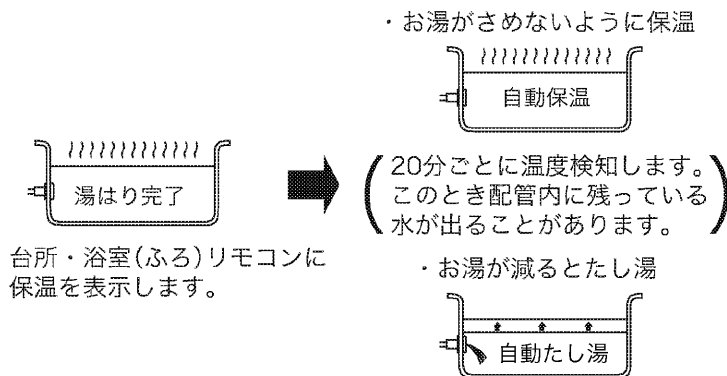 ・お湯がさめないように保温
自動保温
湯はり完了
20分ごとに温度検知します。
このとき配管内に残っている
水が出ることがあります。
台所・浴室(ふろ)リモコンに
保温を表示します。
・お湯が減るとたし湯
自動たし湯